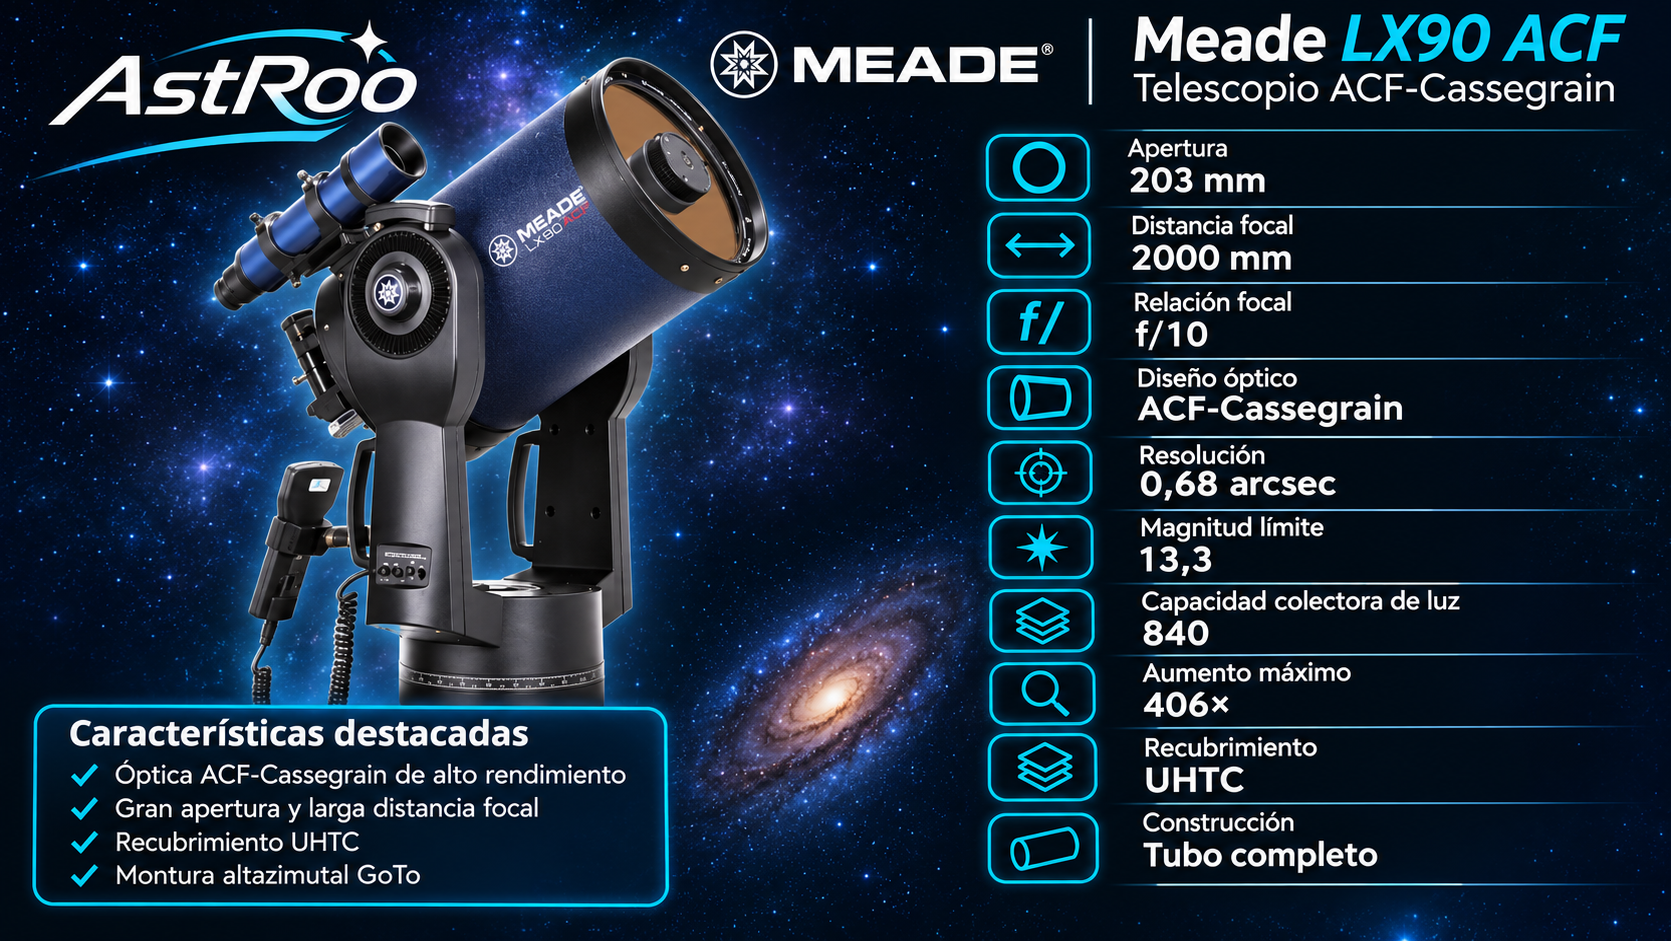 AstRoo
MEADE®
Meade LX90 ACF
Telescopio ACF-Cassegrain
MEADE
LX90 ACF
Apertura
203 mm
Distancia focal
2000 mm
f/
Relación focal
f/10
Diseño óptico
ACF-Cassegrain
Resolución
0,68 arcsec
Magnitud límite
13,3
Capacidad colectora de luz
840
Aumento máximo
406×
Recubrimiento
UHTC
Construcción
Tubo completo
Características destacadas
Óptica ACF-Cassegrain de alto rendimiento
Gran apertura y larga distancia focal
Recubrimiento UHTC
Montura altazimutal GoTo